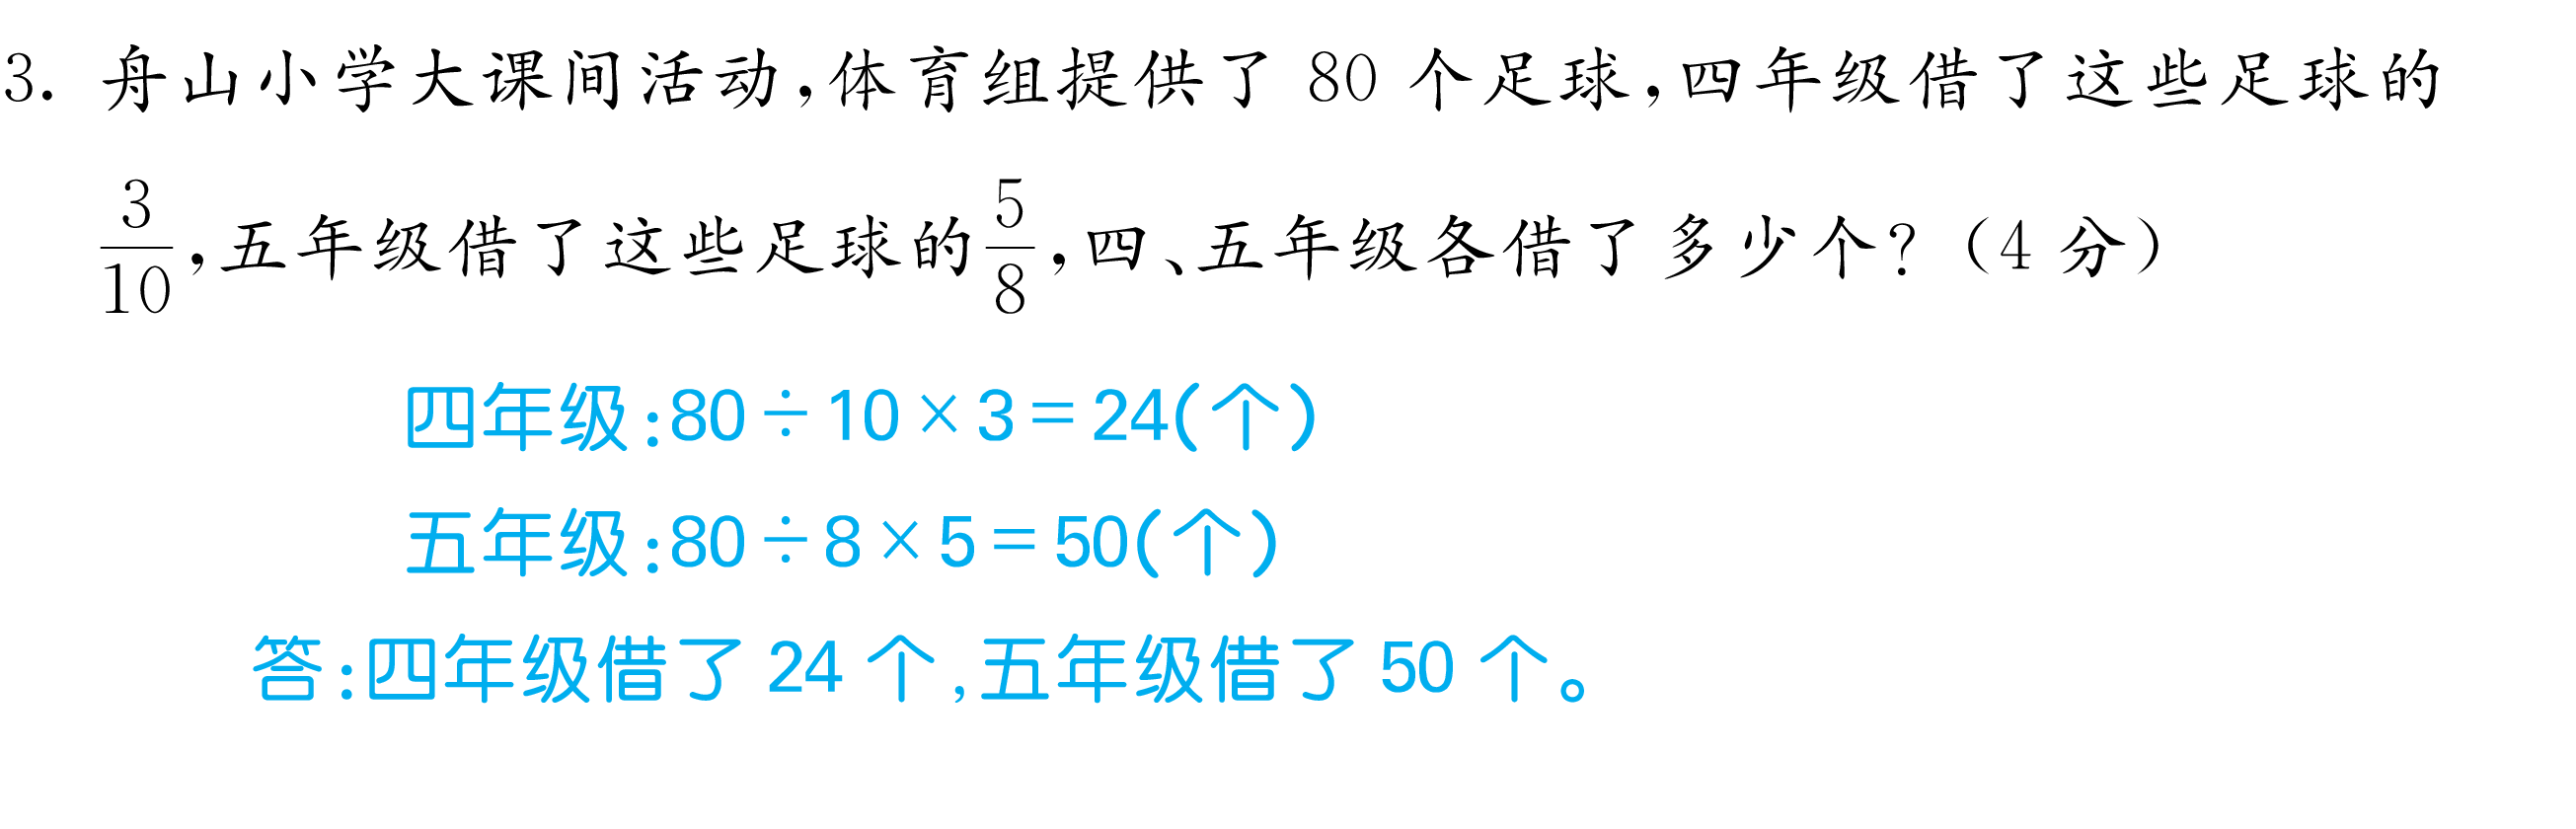 3. 舟山小学大课间活动,体育组提供了 80 个足球,四年级借了这些足球的
3/10,五年级借了这些足球的5/8,四、五年级各借了多少个?(4 分)
四年级:80÷10×3=24(个)
五年级:80÷8×5=50(个)
答:四年级借了 24 个,五年级借了 50 个。